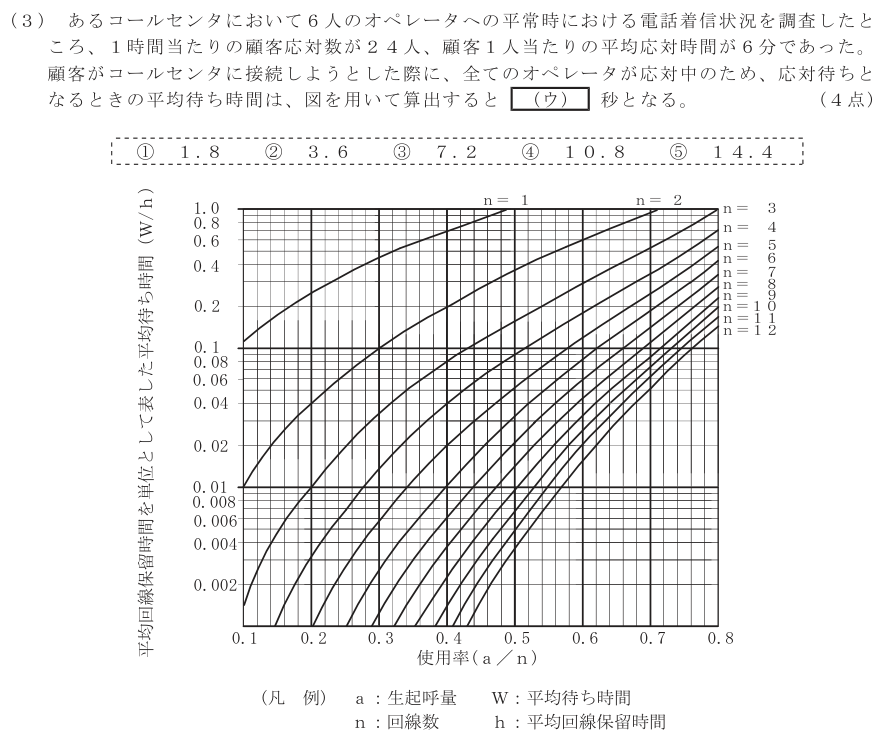 （３） あるコールセンタにおいて６人のオペレータへの平常時における電話着信状況を調査したと
ころ、１時間当たりの顧客応対数が２４人、顧客１人当たりの平均応対時間が６分であった。
顧客がコールセンタに接続しようとした際に、全てのオペレータが応対中のため、応対待ちと
なるときの平均待ち時間は、図を用いて算出すると （ウ） 秒となる。 （４点）
① １.８ ② ３.６ ③ ７.２ ④ １０.８ ⑤ １４.４
平均回線保留時間を単位として表した平均待ち時間（W／h）
n＝ １
n＝ ２
n＝ ３
n＝ ４
n＝ ５
n＝ ６
n＝ ７
n＝ ８
n＝ ９
n＝１０
n＝１１
n＝１２
1.0
0.8
0.6
0.4
0.2
0.1
0.08
0.06
0.04
0.02
0.01
0.008
0.006
0.004
0.002
0.1 0.2 0.3 0.4 0.5 0.6 0.7 0.8
使用率（a／n）
（凡 例） a：生起呼量 W：平均待ち時間
n：回線数 h：平均回線保留時間